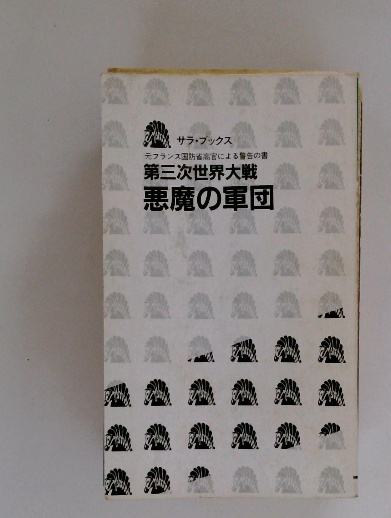 サラ・ブックス
元フランス国防省高官による警告の書
第三次世界大戦
悪魔の軍団